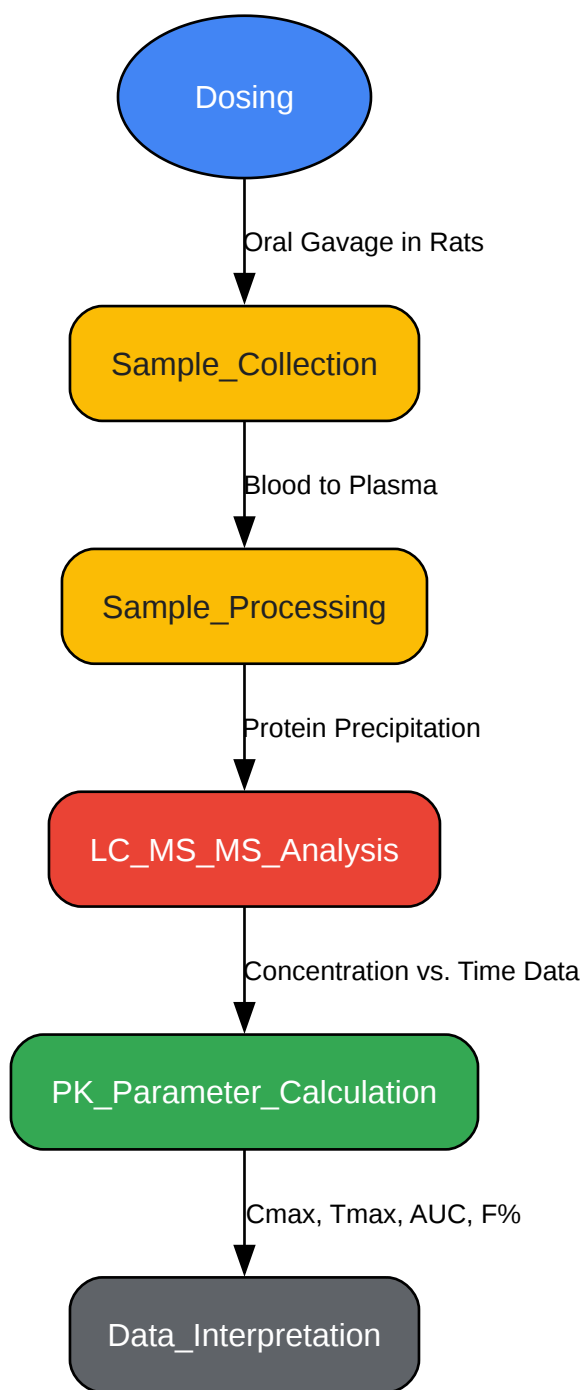 Dosing
Oral Gavage in Rats
Sample_Collection
Blood to Plasma
Sample_Processing
Protein Precipitation
LC_MS_MS_Analysis
Concentration vs. Time Data
PK_Parameter_Calculation
Cmax, Tmax, AUC, F%
Data_Interpretation